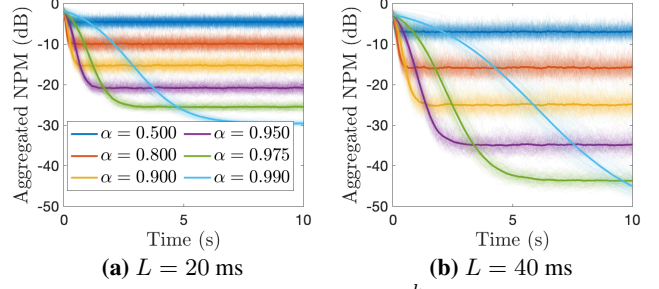 Aggregated NPM (dB)
0
-10
-20
-30
-40
-50
α = 0.500
α = 0.950
α = 0.800
α = 0.975
α = 0.900
α = 0.990
0
5
10
Time (s)
(a) L = 20 ms
Aggregated NPM (dB)
0
-10
-20
-30
-40
-50
0
5
10
Time (s)
(b) L = 40 ms